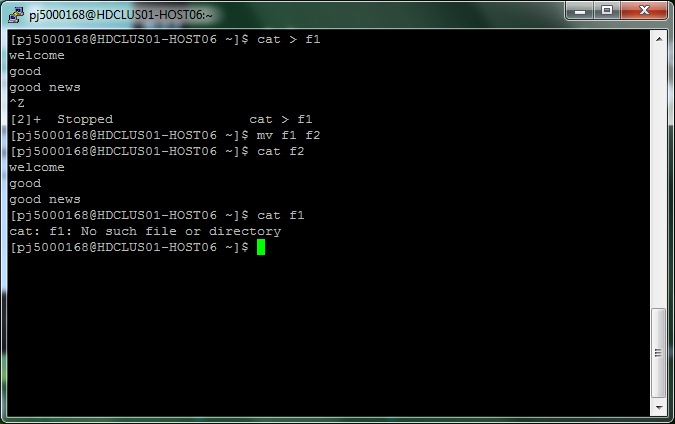 pj5000168@HDCLUS01-HOST06:~
[pj5000168@HDCLUS01-HOST06 ~]$ cat > f1
welcome
good
good news
^Z
[2]+  Stopped                 cat > f1
[pj5000168@HDCLUS01-HOST06 ~]$ mv f1 f2
[pj5000168@HDCLUS01-HOST06 ~]$ cat f2
welcome
good
good news
[pj5000168@HDCLUS01-HOST06 ~]$ cat f1
cat: f1: No such file or directory
[pj5000168@HDCLUS01-HOST06 ~]$